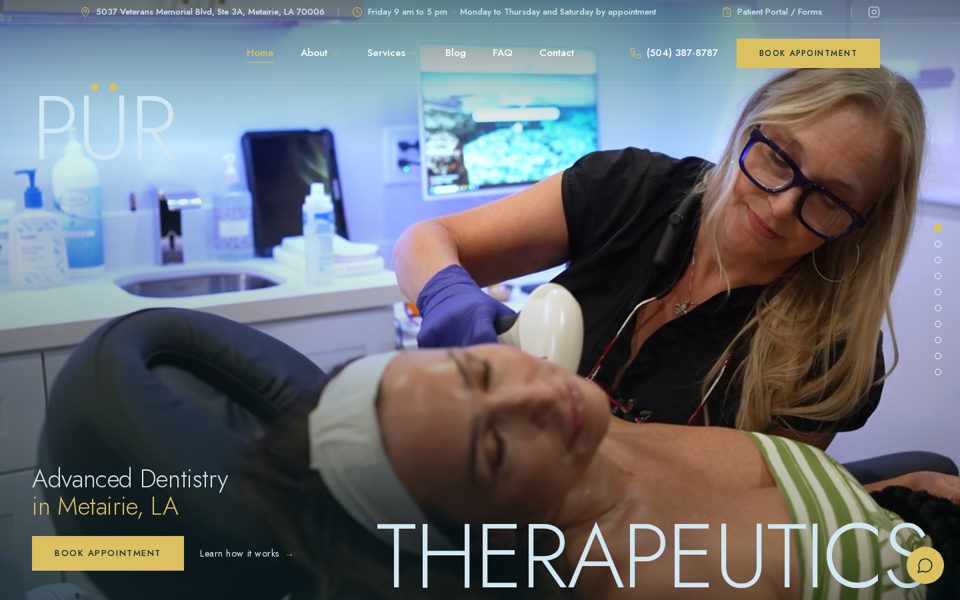 5037 Veterans Memorial Blvd, Ste 3A, Metairie, LA 70006
Friday 9 am to 5 pm · Monday to Thursday and Saturday by appointment
Patient Portal / Forms
Home
About
Services
Blog
FAQ
Contact
(504) 387-8787
BOOK APPOINTMENT
PÜR
Advanced Dentistry
in Metairie, LA
BOOK APPOINTMENT
Learn how it works →
THERAPEUTICS